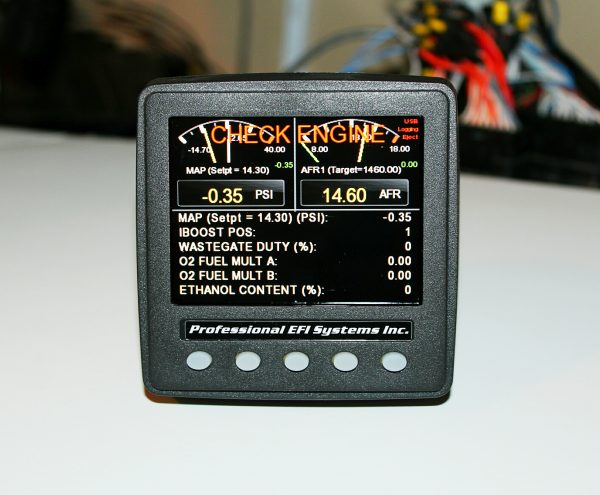 CHECK ENGINE
USB
Logging
Eject
-14.70 40.00
8.00 18.00
-0.35
0.00
MAP (Setpt = 14.30)
AFR1 (Target=1460.00)
-0.35 PSI
14.60 AFR
MAP (Setpt = 14.30) (PSI): -0.35
IBOOST POS: 1
WASTEGATE DUTY (%): 0
O2 FUEL MULT A: 0.00
O2 FUEL MULT B: 0.00
ETHANOL CONTENT (%): 0
Professional EFI Systems Inc.